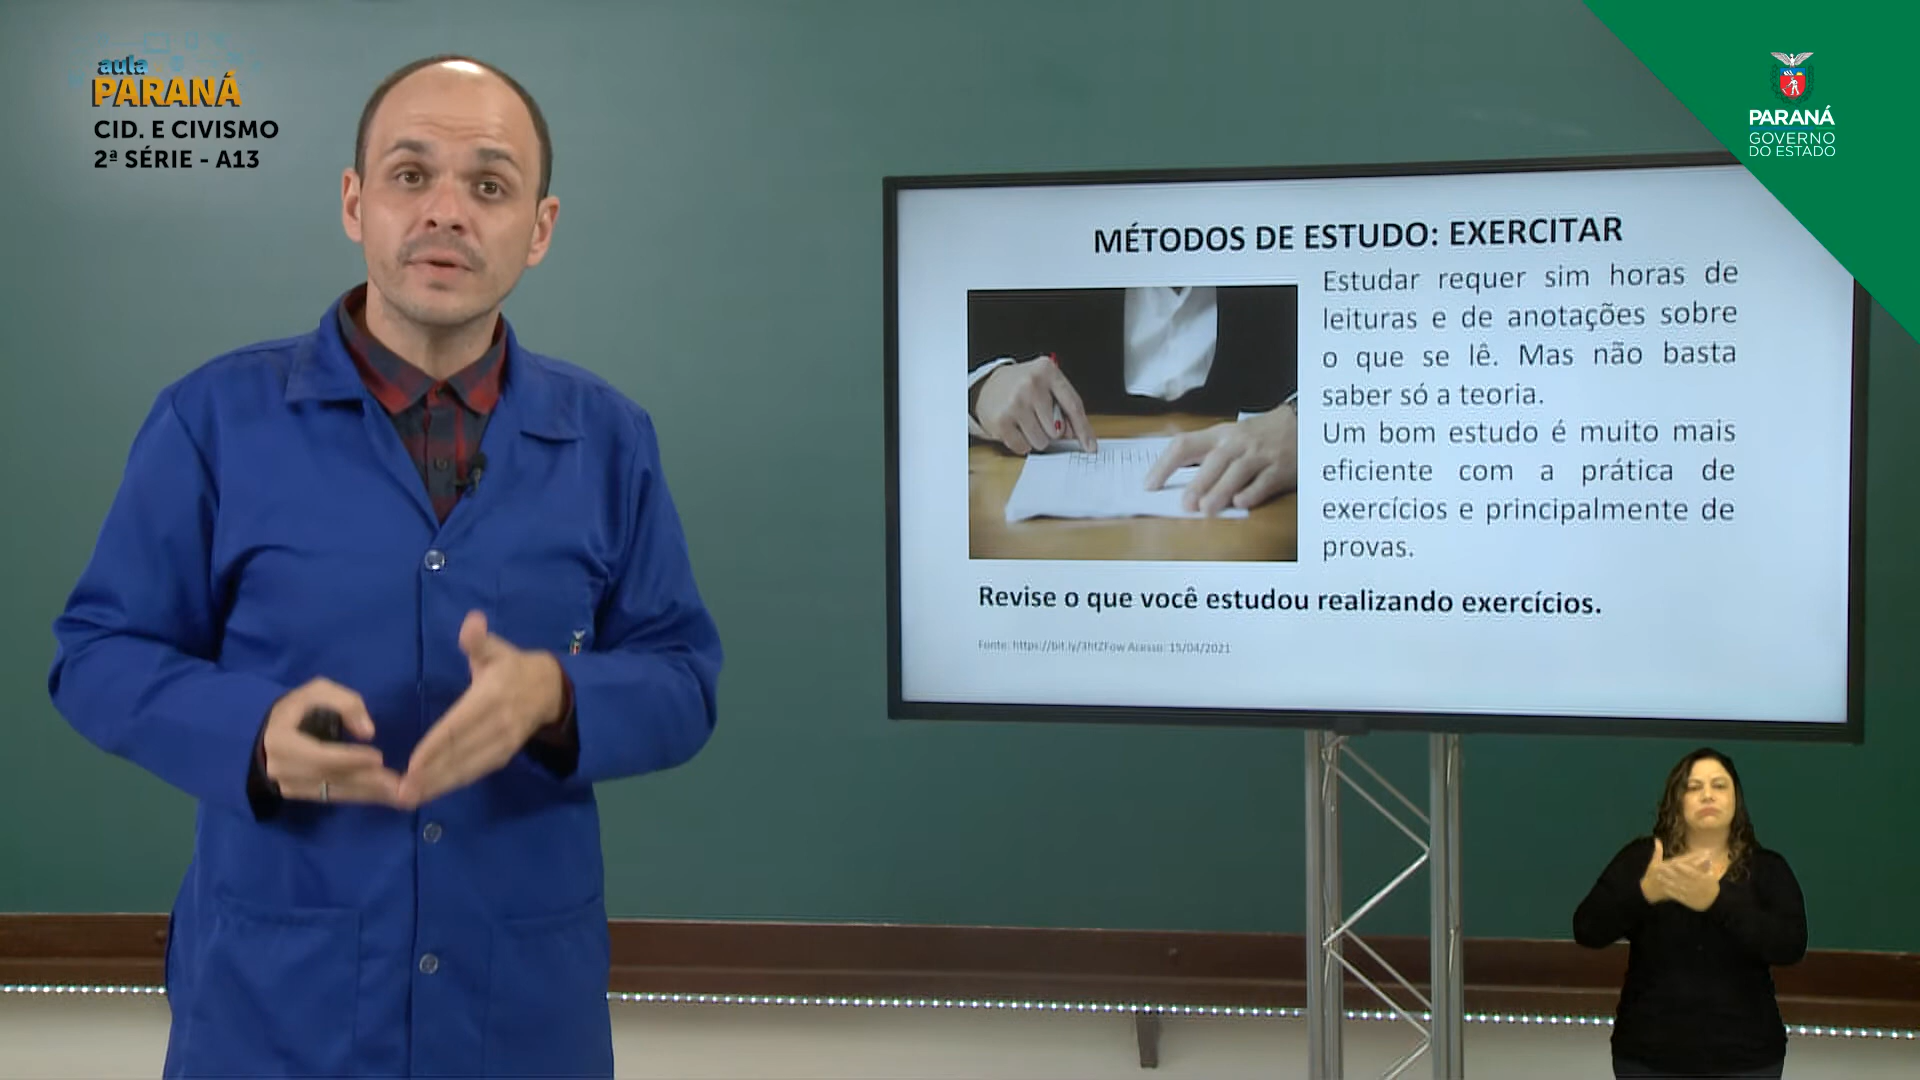 aula
PARANÁ
CID. E CIVISMO
2ª SÉRIE - A13
PARANÁ
GOVERNO
DO ESTADO
MÉTODOS DE ESTUDO: EXERCITAR
Estudar requer sim horas de
leituras e de anotações sobre
o que se lê. Mas não basta
saber só a teoria.
Um bom estudo é muito mais
eficiente com a prática de
exercícios e principalmente de
provas.
Revise o que você estudou realizando exercícios.
Fonte: https://bit.ly/3htZFow Acesso: 15/04/2021